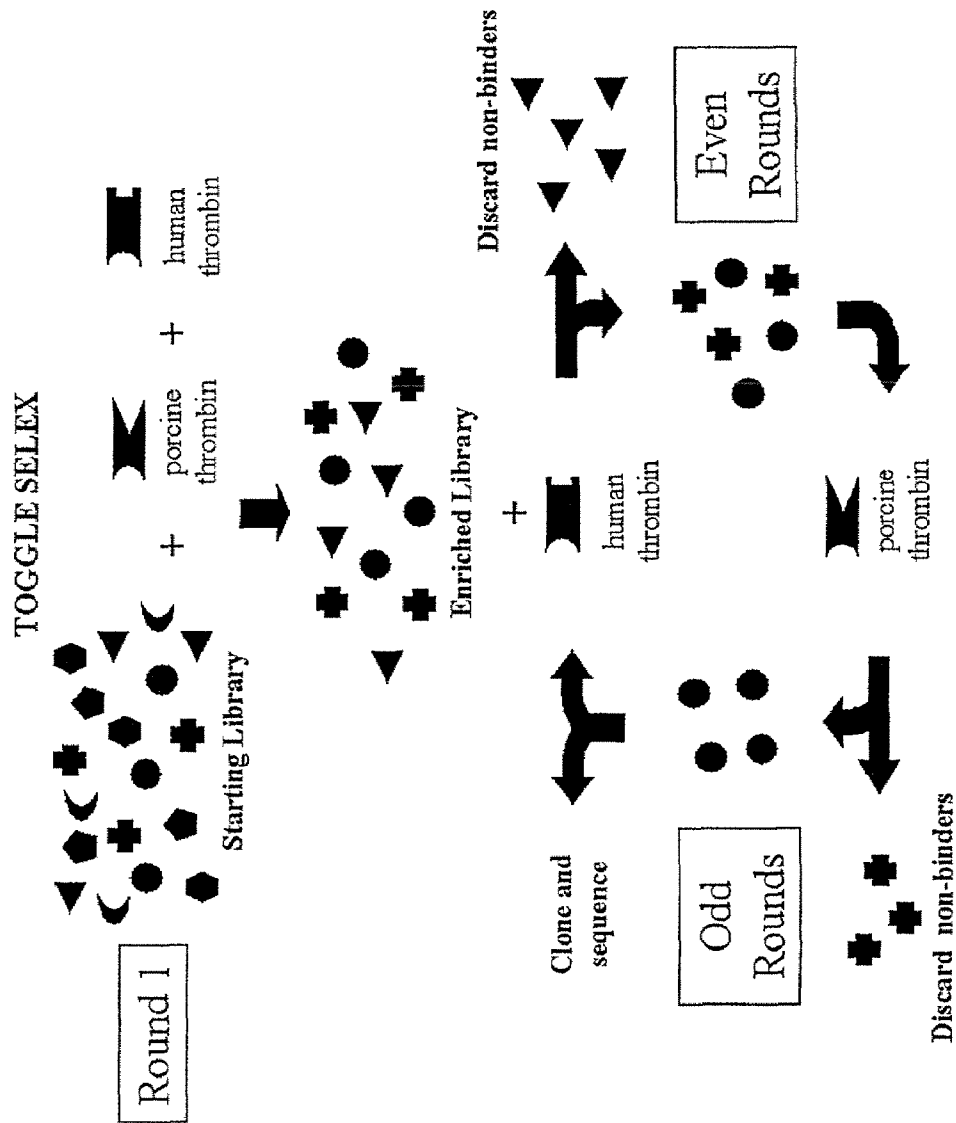 TOGGLE SELEX
Round 1
Starting Library
+
porcine
thrombin
+
human
thrombin
Enriched Library
+
human
thrombin
Discard non-binders
Even
Rounds
porcine
thrombin
Discard non-binders
Odd
Rounds
Clone and
sequence